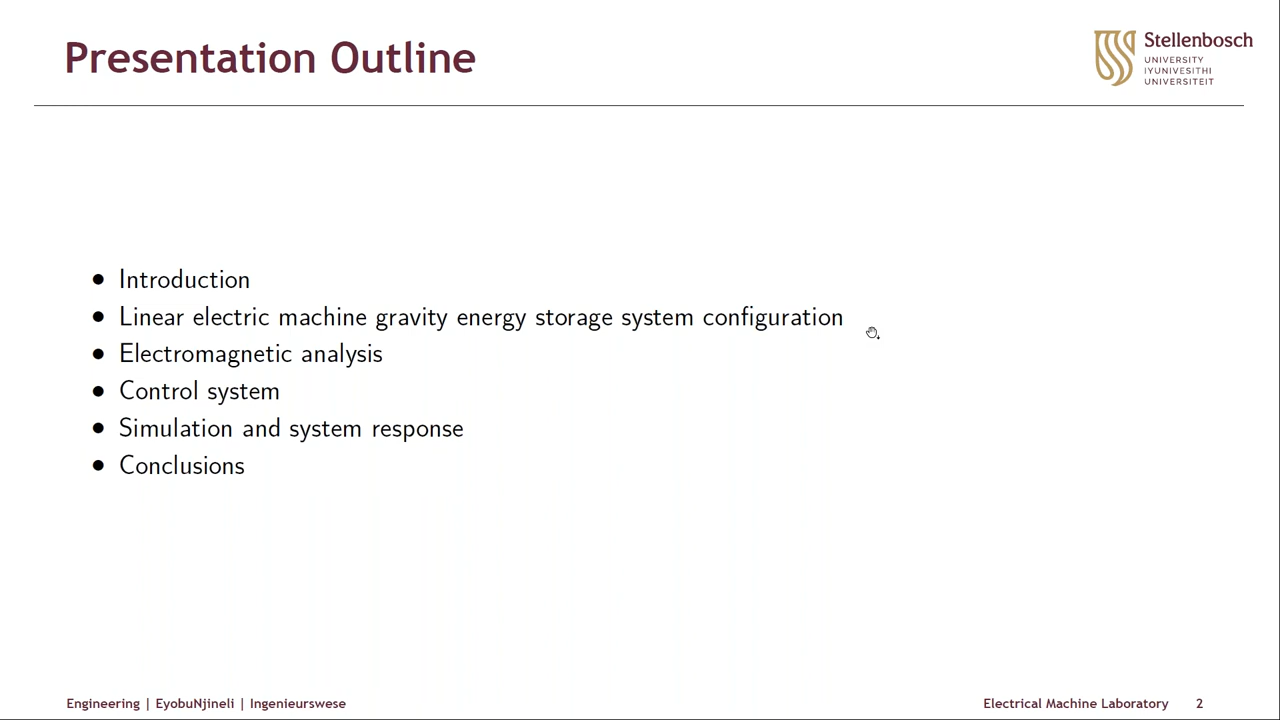 Presentation Outline
Stellenbosch
UNIVERSITY
IYUNIVESITHI
UNIVERSITEIT
● Introduction
● Linear electric machine gravity energy storage system configuration
● Electromagnetic analysis
● Control system
● Simulation and system response
● Conclusions
Engineering | EyobuNjineli | Ingenieurswese
Electrical Machine Laboratory 2